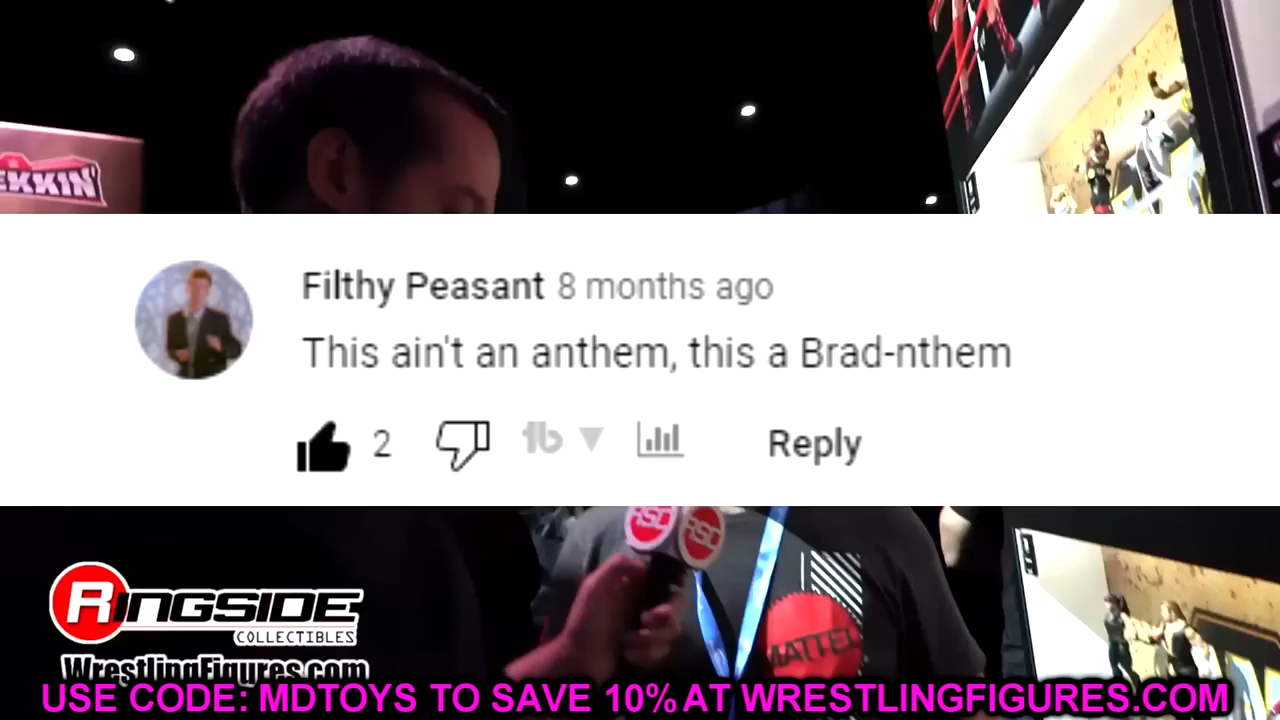 EKKIN'
Filthy Peasant 8 months ago
This ain't an anthem, this a Brad-nthem
2
Reply
RSC RSC
MATTEL
RINGSIDE
COLLECTIBLES
WrestlingFigures.com
USE CODE: MDTOYS TO SAVE 10% AT WRESTLINGFIGURES.COM